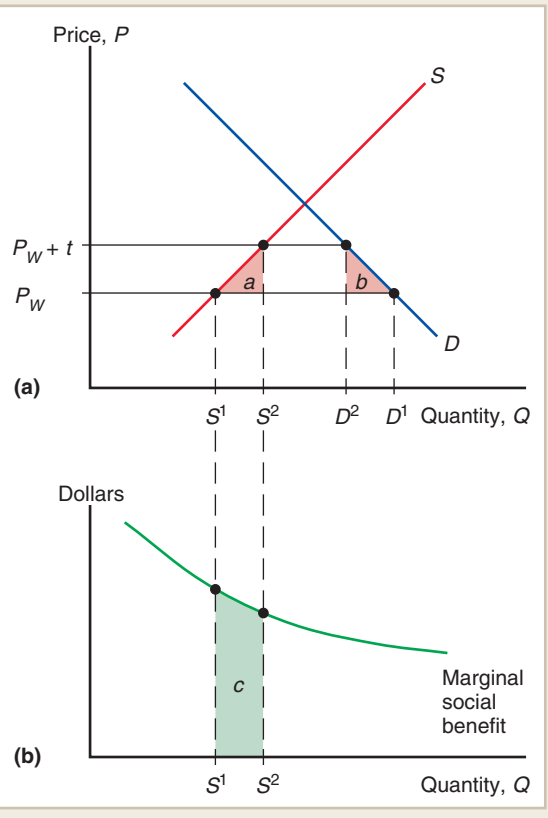 Price, P
S
P_W + t
a
b
P_W
D
(a)
S¹ S² D² D¹ Quantity, Q
Dollars
c
Marginal
social
benefit
(b)
S¹ S² Quantity, Q